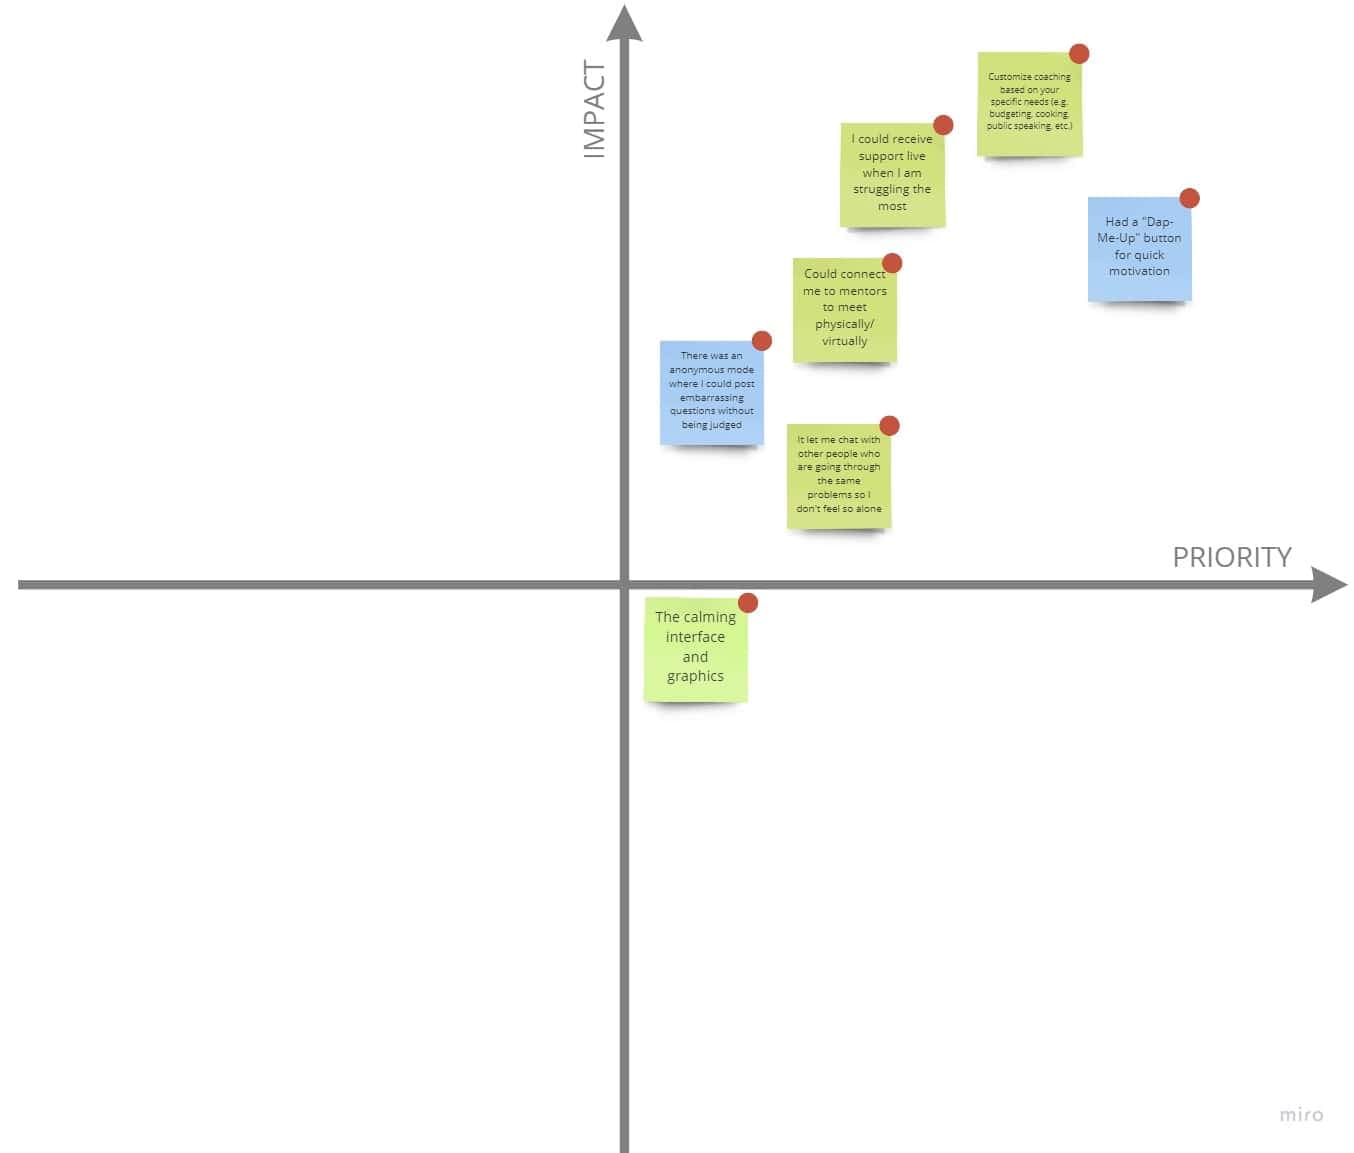 IMPACT
Customize coaching
based on your
specific needs (e.g.
budgeting, cooking,
public speaking, etc.)
I could receive
support live
when I am
struggling the
most
Had a "Dap-
Me-Up" button
for quick
motivation
Could connect
me to mentors
to meet
physically/
virtually
There was an
anonymous mode
where I could post
embarrassing
questions without
being judged
It let me chat with
other people who
are going through
the same
problems so I
don't feel so alone
PRIORITY
The calming
interface
and
graphics
miro